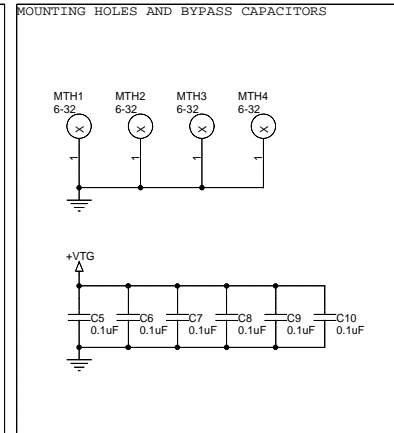 MOUNTING HOLES AND BYPASS CAPACITORS
MTH1 MTH2 MTH3 MTH4
6-32 6-32 6-32 6-32
X X X X
1 1 1 1
+VTG
C5 C6 C7 C8 C9 C10
0.1uF 0.1uF 0.1uF 0.1uF 0.1uF 0.1uF